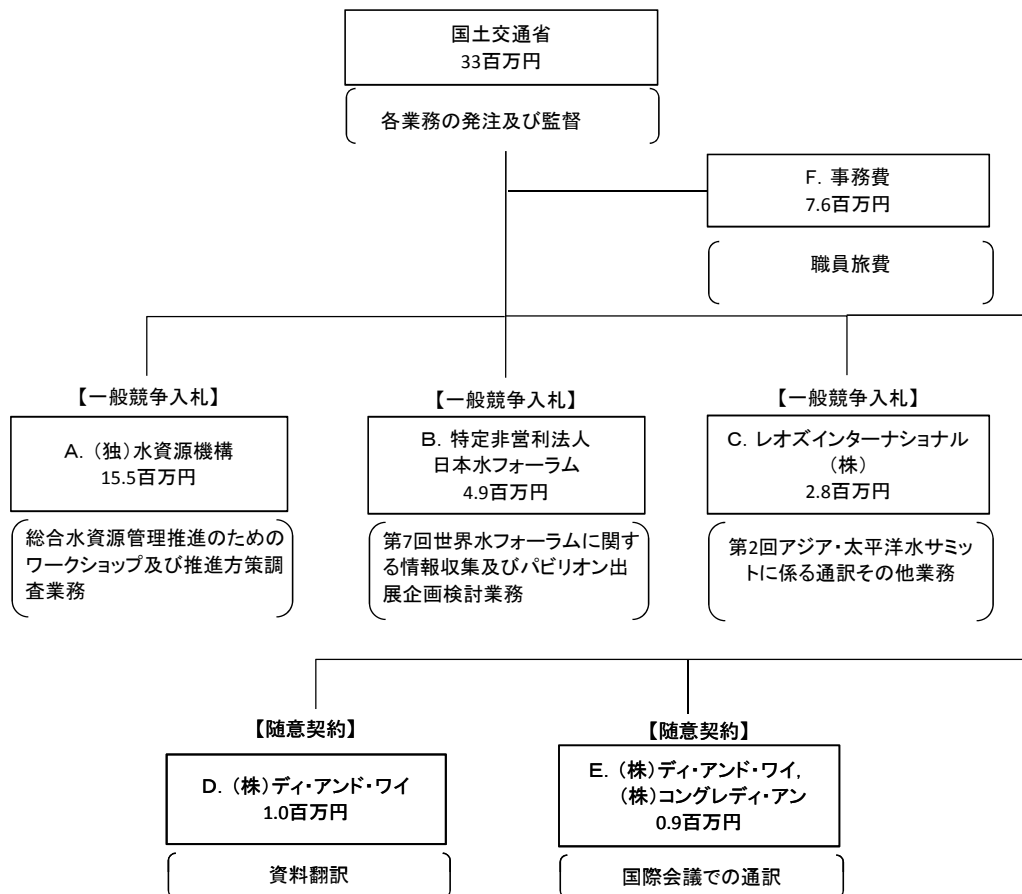 国土交通省
33百万円
各業務の発注及び監督
F. 事務費
7.6百万円
職員旅費
【一般競争入札】
A. (独)水資源機構
15.5百万円
総合水資源管理推進のための
ワークショップ及び推進方策調
査業務
【一般競争入札】
B. 特定非営利法人
日本水フォーラム
4.9百万円
第7回世界水フォーラムに関す
る情報収集及びパビリオン出
展企画検討業務
【一般競争入札】
C. レオズインターナショナル
(株)
2.8百万円
第2回アジア・太平洋水サミッ
トに係る通訳その他業務
【随意契約】
D. (株)ディ・アンド・ワイ
1.0百万円
資料翻訳
【随意契約】
E. (株)ディ・アンド・ワイ,
(株)コングレディ・アン
0.9百万円
国際会議での通訳